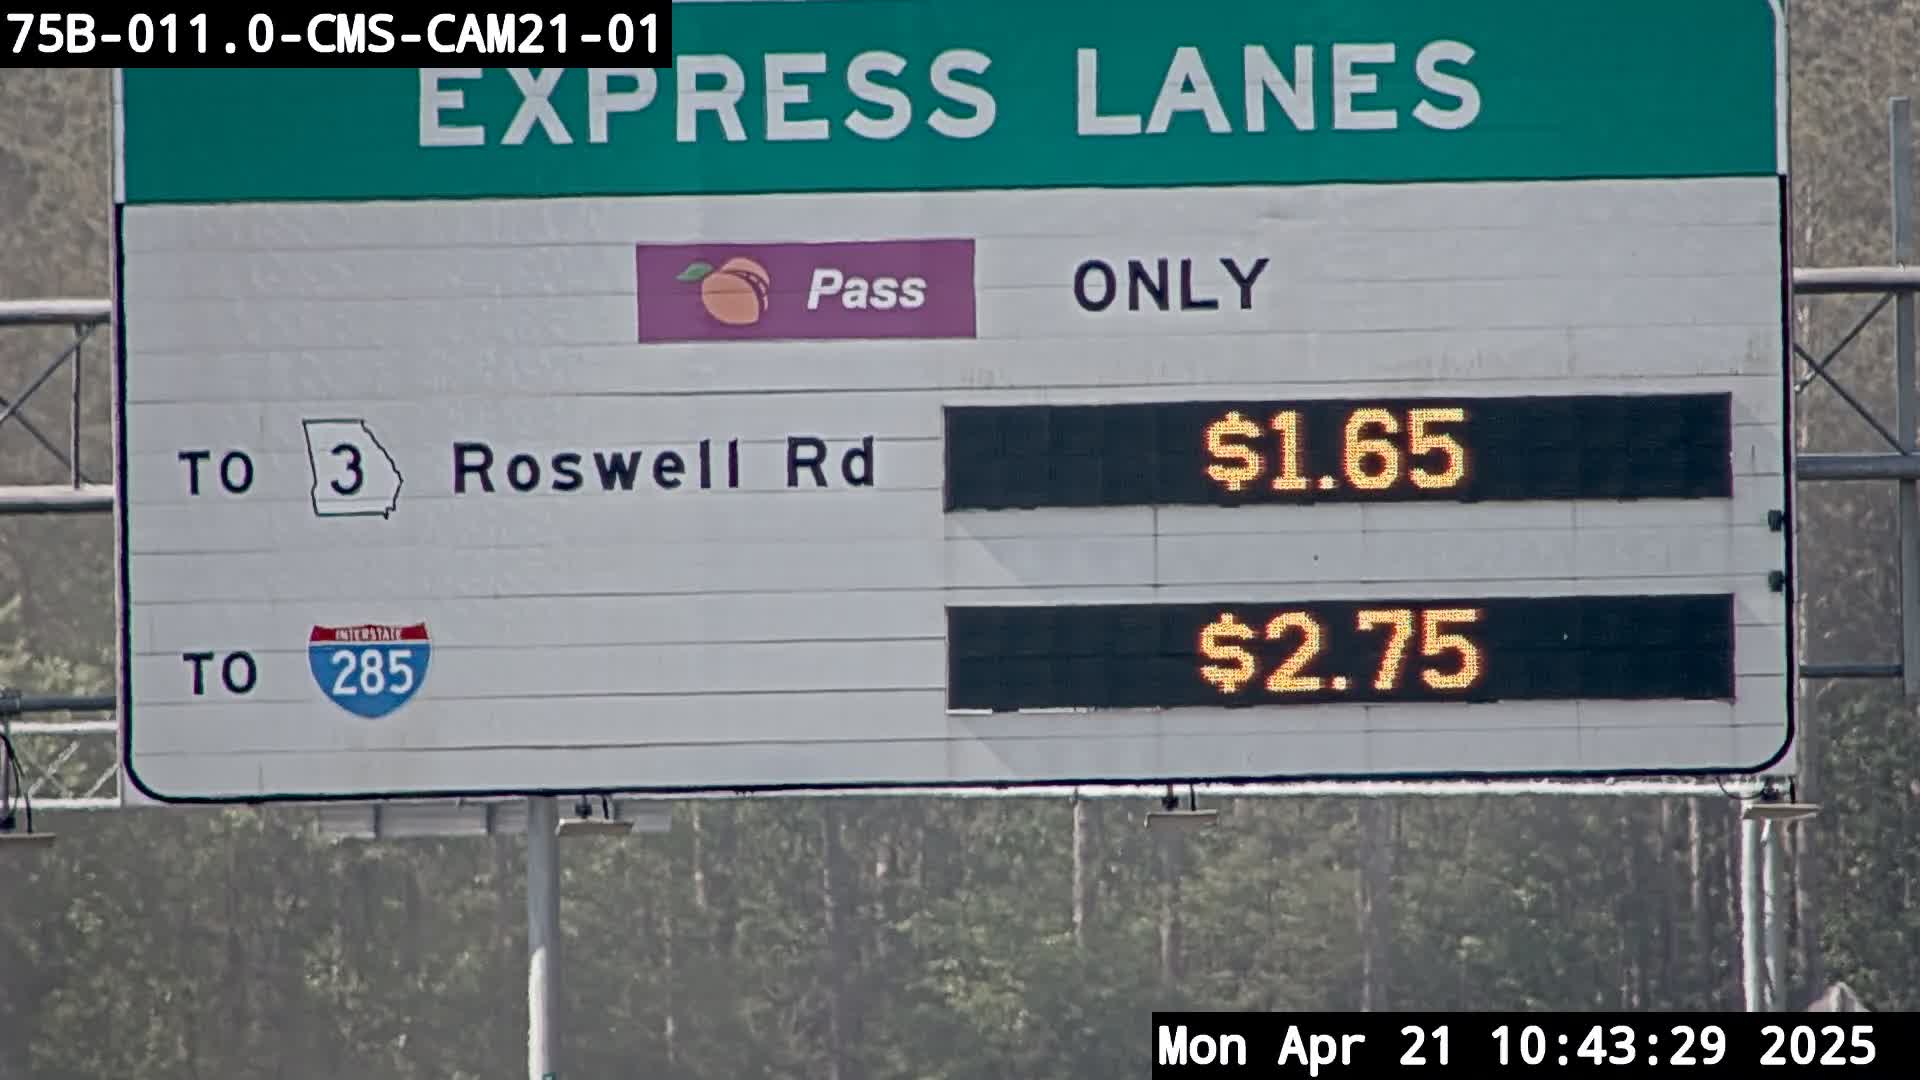 75B-011.0-CMS-CAM21-01
EXPRESS LANES
Pass ONLY
TO 3 Roswell Rd $1.65
TO INTERSTATE 285 $2.75
Mon Apr 21 10:43:29 2025